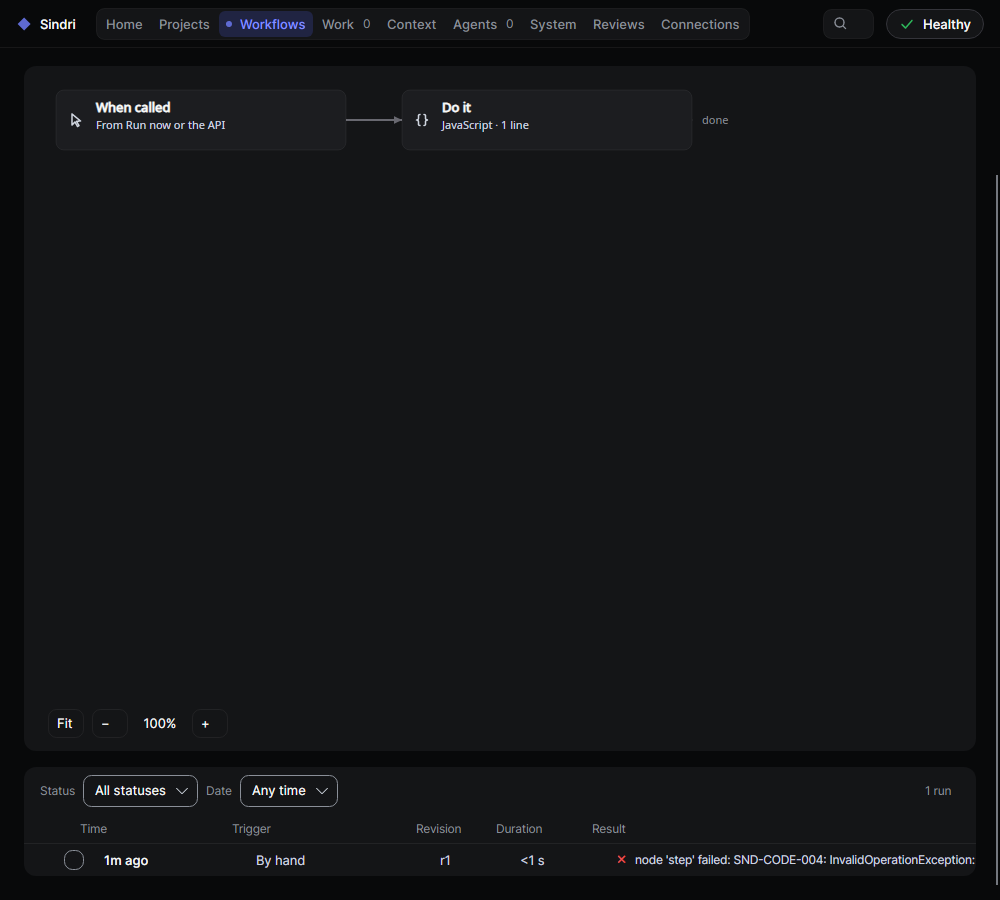 Sindri Home Projects Workflows Work 0 Context Agents 0 System Reviews Connections Healthy
When called
From Run now or the API
{} Do it
JavaScript · 1 line
done
Fit − 100% +
Status All statuses Date Any time 1 run
Time Trigger Revision Duration Result
1m ago By hand r1 <1 s ✕ node 'step' failed: SND-CODE-004: InvalidOperationException: